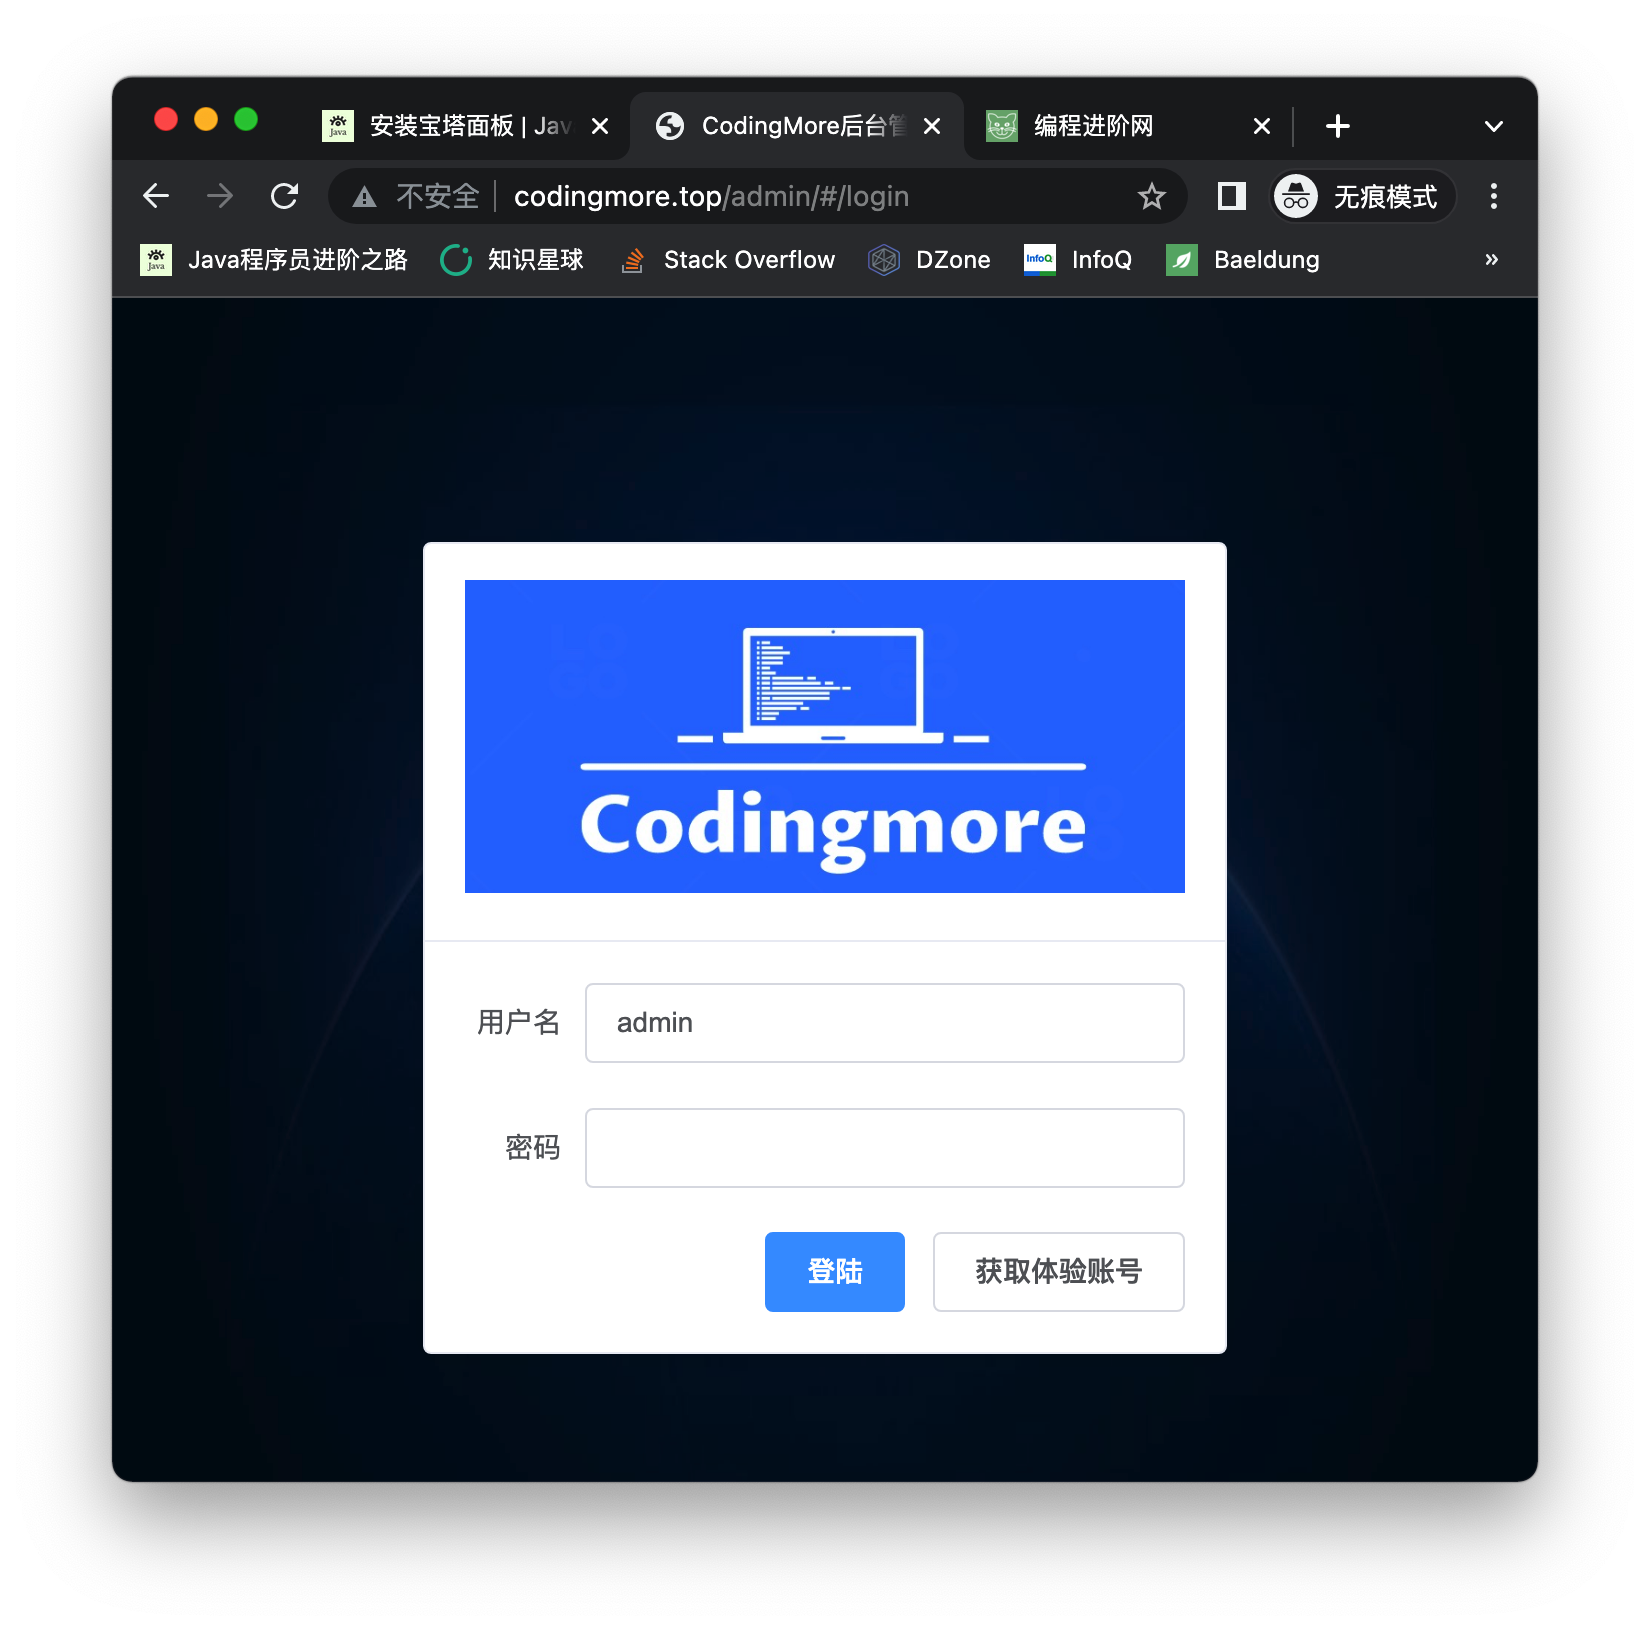 安装宝塔面板 | Jav
CodingMore后台管
编程进阶网
不安全
codingmore.top/admin/#/login
无痕模式
Java程序员进阶之路
知识星球
Stack Overflow
DZone
InfoQ
Baeldung
»
Codingmore
用户名
admin
密码
登陆
获取体验账号